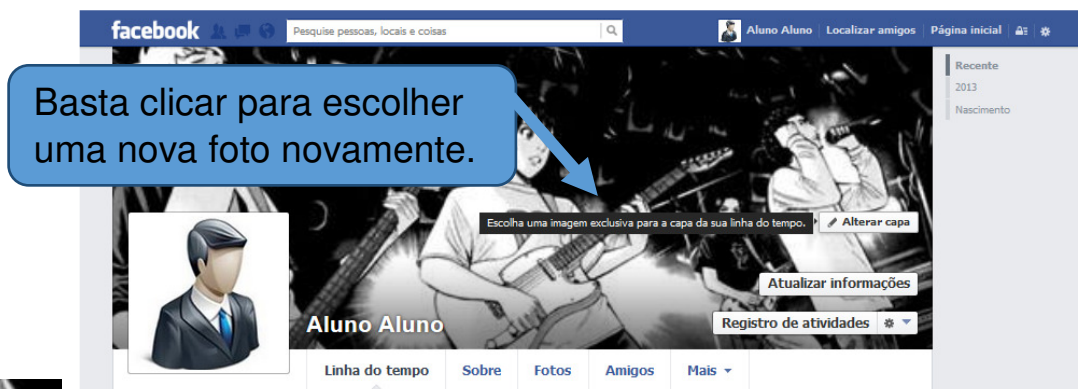 facebook
Pesquise pessoas, locais e coisas
Aluno Aluno
Localizar amigos
Página inicial
Recente
2013
Nascimento
Basta clicar para escolher
uma nova foto novamente.
Escolha uma imagem exclusiva para a capa da sua linha do tempo.
Alterar capa
Atualizar informações
Aluno Aluno
Registro de atividades
Linha do tempo
Sobre
Fotos
Amigos
Mais